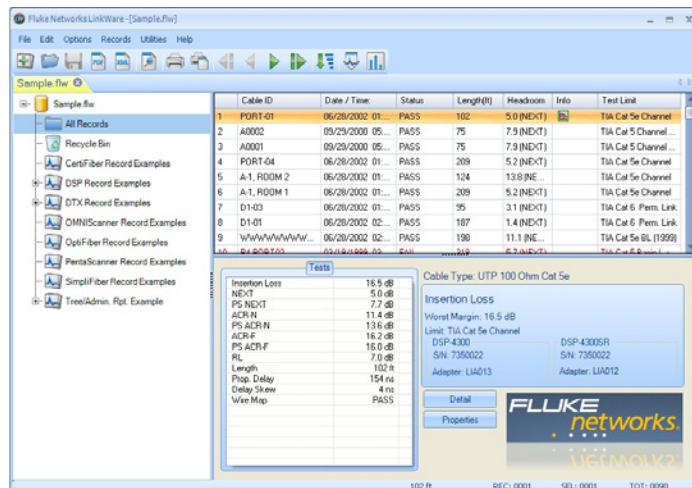 Fluke Networks LinkWare -[Sample.flw]
File Edit Options Records Utilities Help
Sample.flw
Sample.flw
All Records
Recycle Bin
CertiFiber Record Examples
DSP Record Examples
DTX Record Examples
OMNIScanner Record Examples
OptiFiber Record Examples
PentaScanner Record Examples
SimpliFiber Record Examples
Tree/Admin. Rpt. Example
Cable ID Date / Time: Status Length(ft) Headroom Info Test Limit
1 PORT-01 06/28/2002 01:... PASS 102 5.0 (NEXT) TIA Cat 5e Channel
2 A0002 09/29/2000 05:... PASS 75 7.9 (NEXT) TIA Cat 5 Channel ...
3 A0001 09/29/2000 05:... PASS 75 7.9 (NEXT) TIA Cat 5 Channel ...
4 PORT-04 06/28/2002 01:... PASS 209 5.2 (NEXT) TIA Cat 5e Channel
5 A-1, ROOM 2 06/28/2002 01:... PASS 124 13.8 (NE... TIA Cat 5e Channel
6 A-1, ROOM 1 06/28/2002 01:... PASS 209 5.2 (NEXT) TIA Cat 5e Channel
7 D1-03 06/28/2002 01:... PASS 95 3.1 (NEXT) TIA Cat 6 Perm. Link
8 D1-01 06/28/2002 02:... PASS 187 1.4 (NEXT) TIA Cat 6 Perm. Link
9 WWWWWWW... 06/28/2002 02:... PASS 198 11.1 (NE... TIA Cat 5e BL (1999)
Tests
Insertion Loss 16.5 dB
NEXT 5.0 dB
PS NEXT 7.7 dB
ACR-N 11.4 dB
PS ACR-N 13.6 dB
ACR-F 16.2 dB
PS ACR-F 16.0 dB
RL 7.0 dB
Length 102 ft
Prop. Delay 154 ns
Delay Skew 4 ns
Wire Map PASS
Cable Type: UTP 100 Ohm Cat 5e
Insertion Loss
Worst Margin: 16.5 dB
Limit: TIA Cat 5e Channel
DSP-4300 DSP-4300SR
S/N: 7350022 S/N: 7350022
Adapter: LIA013 Adapter: LIA012
Detail
Properties
FLUKE
networks.
102 ft REC: 0001 SEL: 0001 TOT: 0090